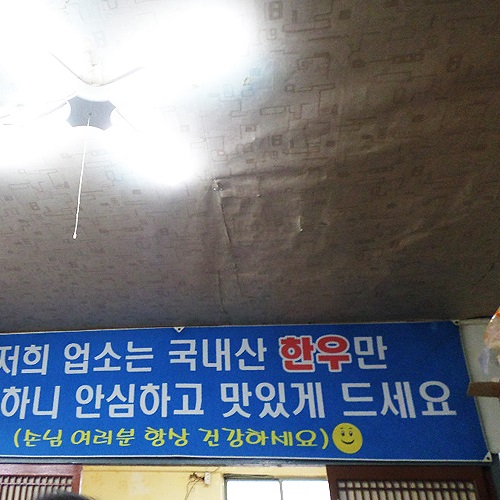 저희 업소는 국내산 한우만
하니 안심하고 맛있게 드세요
(손님 여러분 항상 건강하세요)